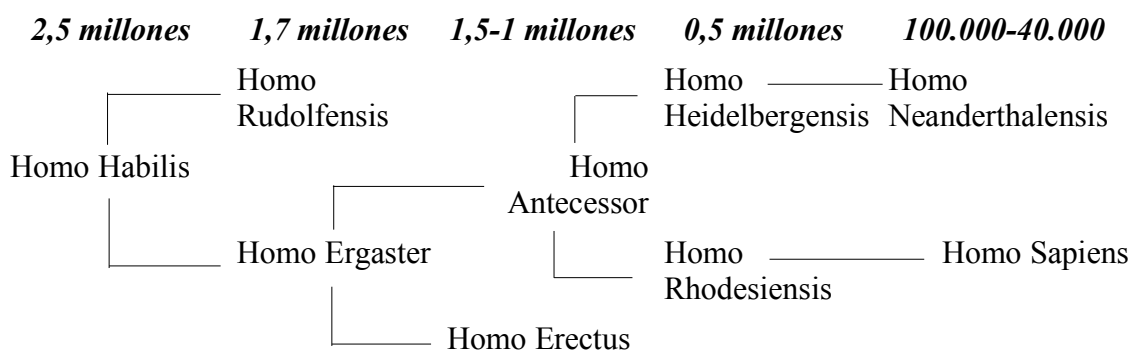 2,5 millones 1,7 millones 1,5-1 millones 0,5 millones 100.000-40.000
Homo Homo Homo
Rudolfensis Heidelbergensis Neanderthalensis
Homo Habilis Homo
Antecessor
Homo Ergaster Homo Homo Sapiens
Rhodesiensis
Homo Erectus